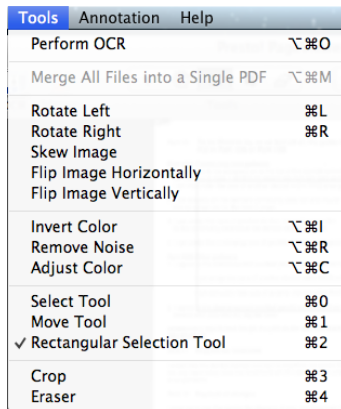 Tools Annotation Help
Perform OCR ⌥⌘O
Merge All Files into a Single PDF ⌥⌘M
Rotate Left ⌘L
Rotate Right ⌘R
Skew Image
Flip Image Horizontally
Flip Image Vertically
Invert Color ⌥⌘I
Remove Noise ⌥⌘R
Adjust Color ⌥⌘C
Select Tool ⌘0
Move Tool ⌘1
✓ Rectangular Selection Tool ⌘2
Crop ⌘3
Eraser ⌘4